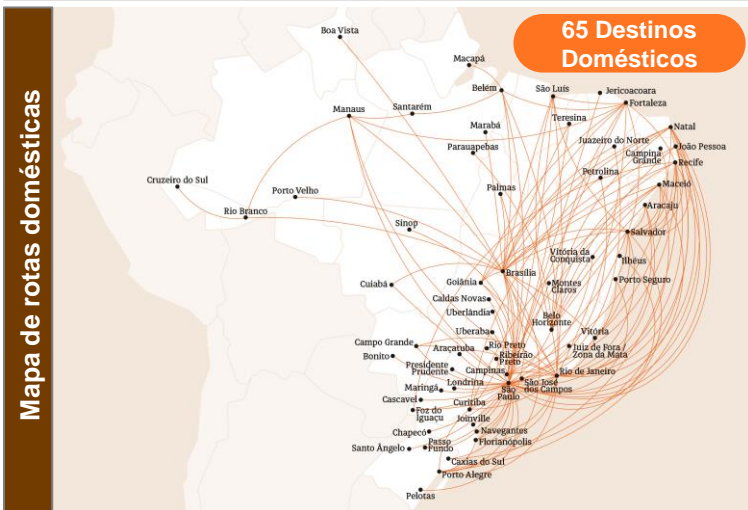 Mapa de rotas domésticas
65 Destinos
Domésticos
Boa Vista
Macapá
Belém
São Luís
Jericoacoara
Fortaleza
Manaus
Santarém
Teresina
Marabá
Natal
Juazeiro do Norte
João Pessoa
Parauapebas
Campina
Grande
Recife
Petrolina
Cruzeiro do Sul
Porto Velho
Palmas
Maceió
Rio Branco
Aracaju
Sinop
Salvador
Vitória da
Conquista
Ilhéus
Brasília
Cuiabá
Goiânia
Montes
Claros
Porto Seguro
Caldas Novas
Uberlândia
Belo
Horizonte
Uberaba
Vitória
Campo Grande
Araçatuba
Rio Preto
Juiz de Fora /
Zona da Mata
Bonito
Ribeirão
Preto
Presidente
Prudente
Campinas
Rio de Janeiro
Maringá
Londrina
São
Paulo
São José
dos Campos
Cascavel
Curitiba
Foz do
Iguaçu
Joinville
Chapecó
Navegantes
Passo
Fundo
Florianópolis
Santo Ângelo
Caxias do Sul
Porto Alegre
Pelotas